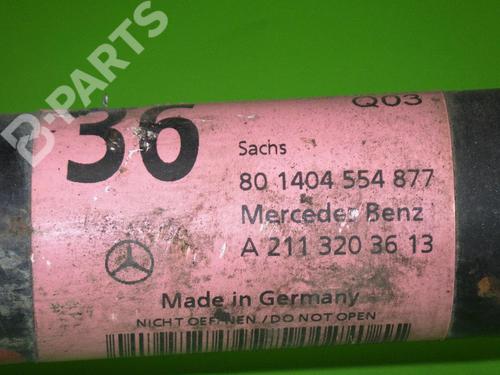 B-PARTS
Q03
36
Sachs
80 1404 554 877
Mercedes Benz
A 211 320 36 13
Made in Germany
NICHT OEFFNEN / DO NOT OPEN